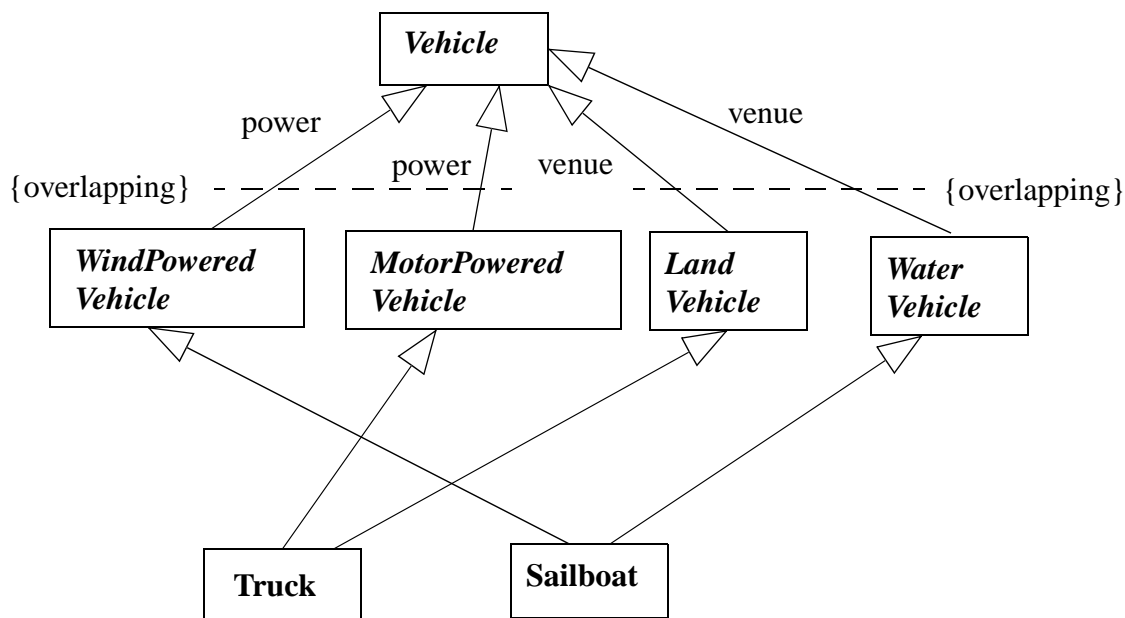 Vehicle
power
venue
power
venue
{overlapping}
{overlapping}
WindPowered
Vehicle
MotorPowered
Vehicle
Land
Vehicle
Water
Vehicle
Truck
Sailboat